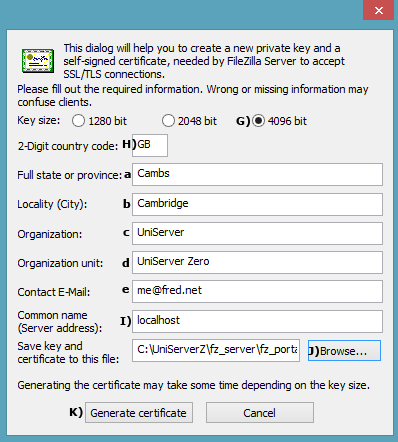 This dialog will help you to create a new private key and a
self-signed certificate, needed by FileZilla Server to accept
SSL/TLS connections.
Please fill out the required information. Wrong or missing information may
confuse clients.
Key size: 1280 bit 2048 bit G) 4096 bit
2-Digit country code: H) GB
Full state or province: a Cambs
Locality (City): b Cambridge
Organization: c UniServer
Organization unit: d UniServer Zero
Contact E-Mail: e me@fred.net
Common name
(Server address): I) localhost
Save key and
certificate to this file: C:\UniServerZ\fz_server\fz_porta J) Browse...
Generating the certificate may take some time depending on the key size.
K) Generate certificate Cancel